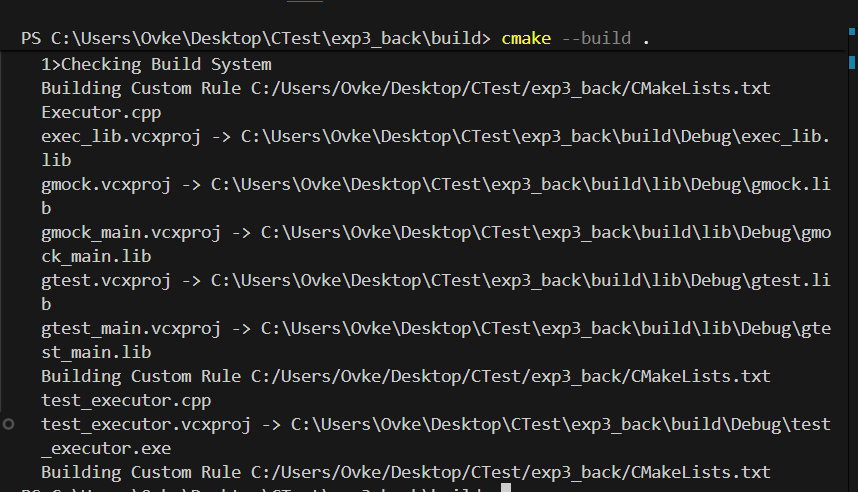 PS C:\Users\Ovke\Desktop\CTest\exp3_back\build> cmake --build .
1>Checking Build System
Building Custom Rule C:/Users/Ovke/Desktop/CTest/exp3_back/CMakeLists.txt
Executor.cpp
exec_lib.vcxproj -> C:\Users\Ovke\Desktop\CTest\exp3_back\build\Debug\exec_lib.
lib
gmock.vcxproj -> C:\Users\Ovke\Desktop\CTest\exp3_back\build\lib\Debug\gmock.li
b
gmock_main.vcxproj -> C:\Users\Ovke\Desktop\CTest\exp3_back\build\lib\Debug\gmo
ck_main.lib
gtest.vcxproj -> C:\Users\Ovke\Desktop\CTest\exp3_back\build\lib\Debug\gtest.li
b
gtest_main.vcxproj -> C:\Users\Ovke\Desktop\CTest\exp3_back\build\lib\Debug\gte
st_main.lib
Building Custom Rule C:/Users/Ovke/Desktop/CTest/exp3_back/CMakeLists.txt
test_executor.cpp
test_executor.vcxproj -> C:\Users\Ovke\Desktop\CTest\exp3_back\build\Debug\test
_executor.exe
Building Custom Rule C:/Users/Ovke/Desktop/CTest/exp3_back/CMakeLists.txt